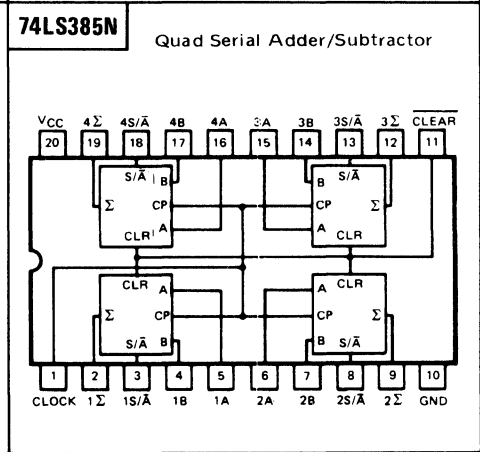 74LS385N
Quad Serial Adder/Subtractor
VCC 4Σ 4S/Ā 4B 4A 3A 3B 3S/Ā 3Σ C̅L̅E̅A̅R̅
20 19 18 17 16 15 14 13 12 11
S/Ā B S/Ā B
Σ CP CP Σ
A A
CLR CLR
CLR CLR
A A
Σ CP CP Σ
B B
S/Ā S/Ā
1 2 3 4 5 6 7 8 9 10
CLOCK 1Σ 1S/Ā 1B 1A 2A 2B 2S/Ā 2Σ GND